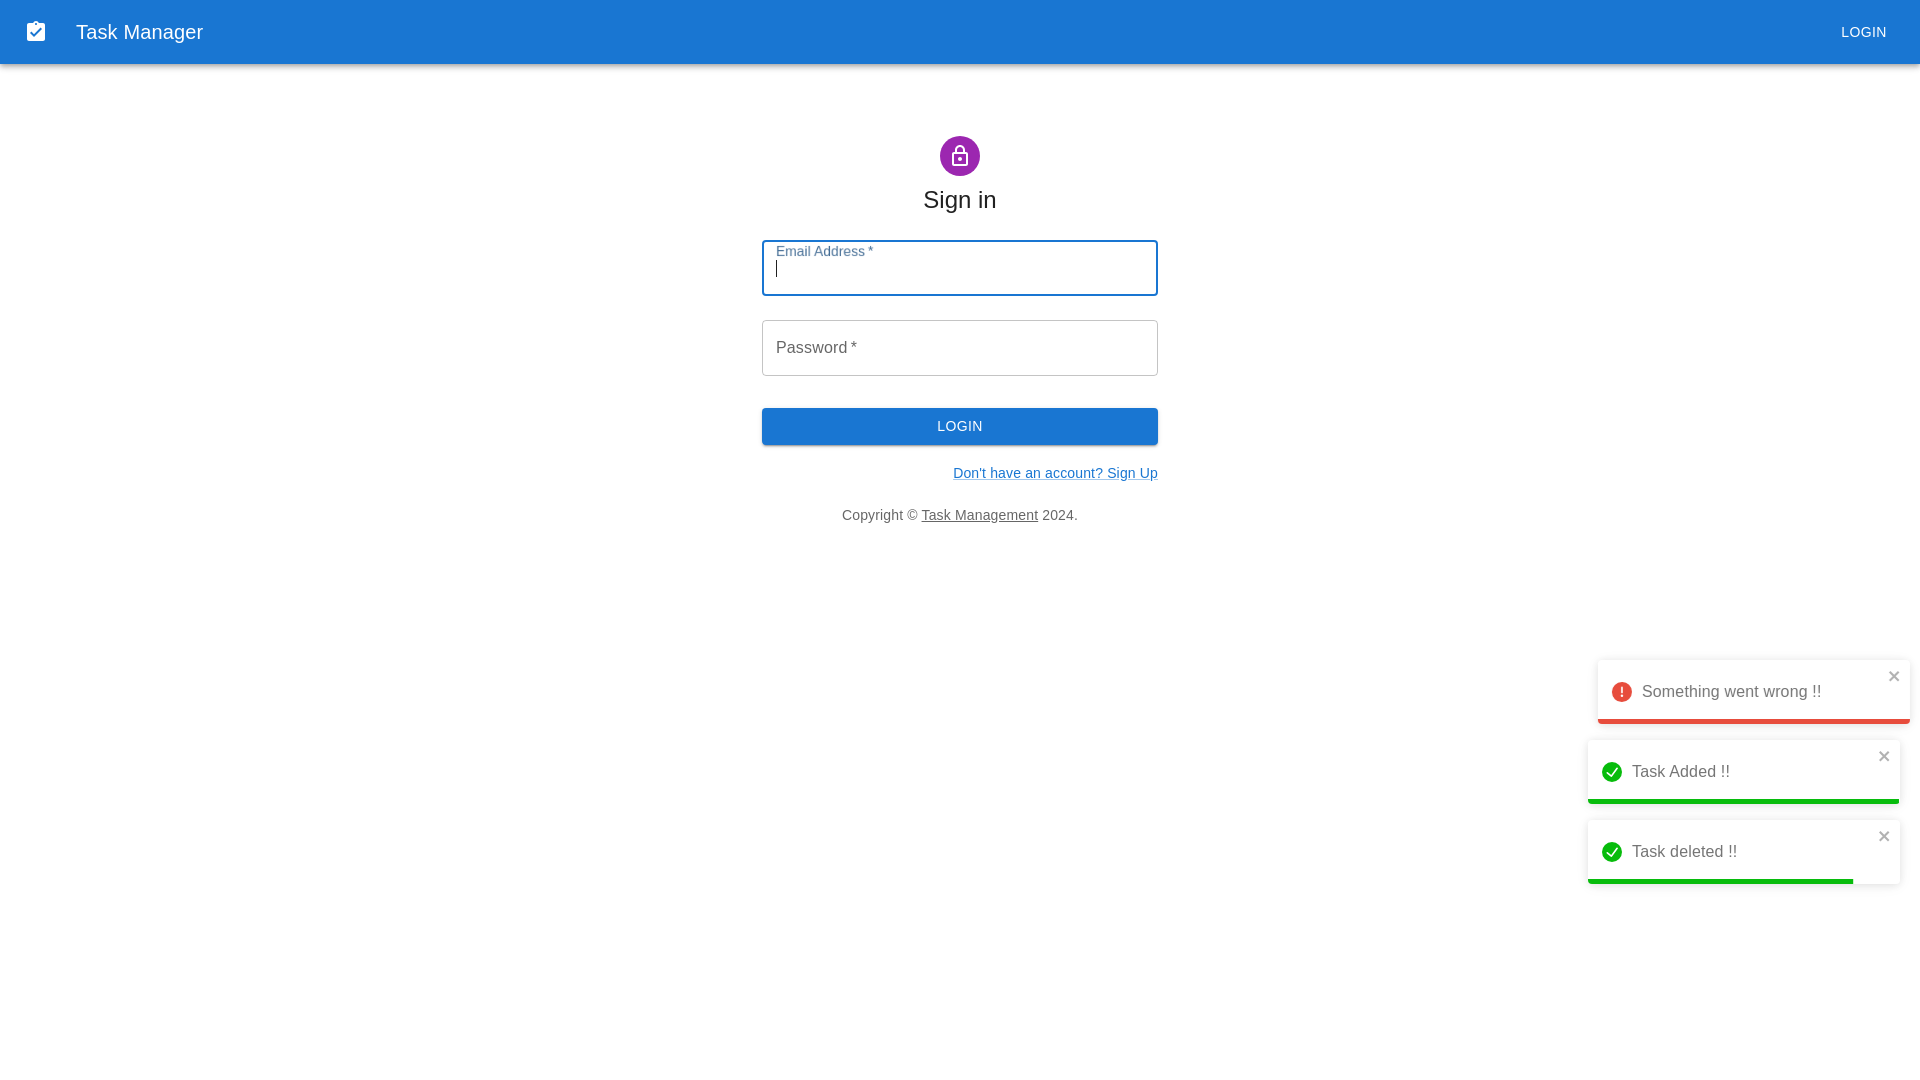 Task Manager
LOGIN
Sign in
Email Address *
Password *
LOGIN
Don't have an account? Sign Up
Copyright © Task Management 2024.
Something went wrong !!
Task Added !!
Task deleted !!